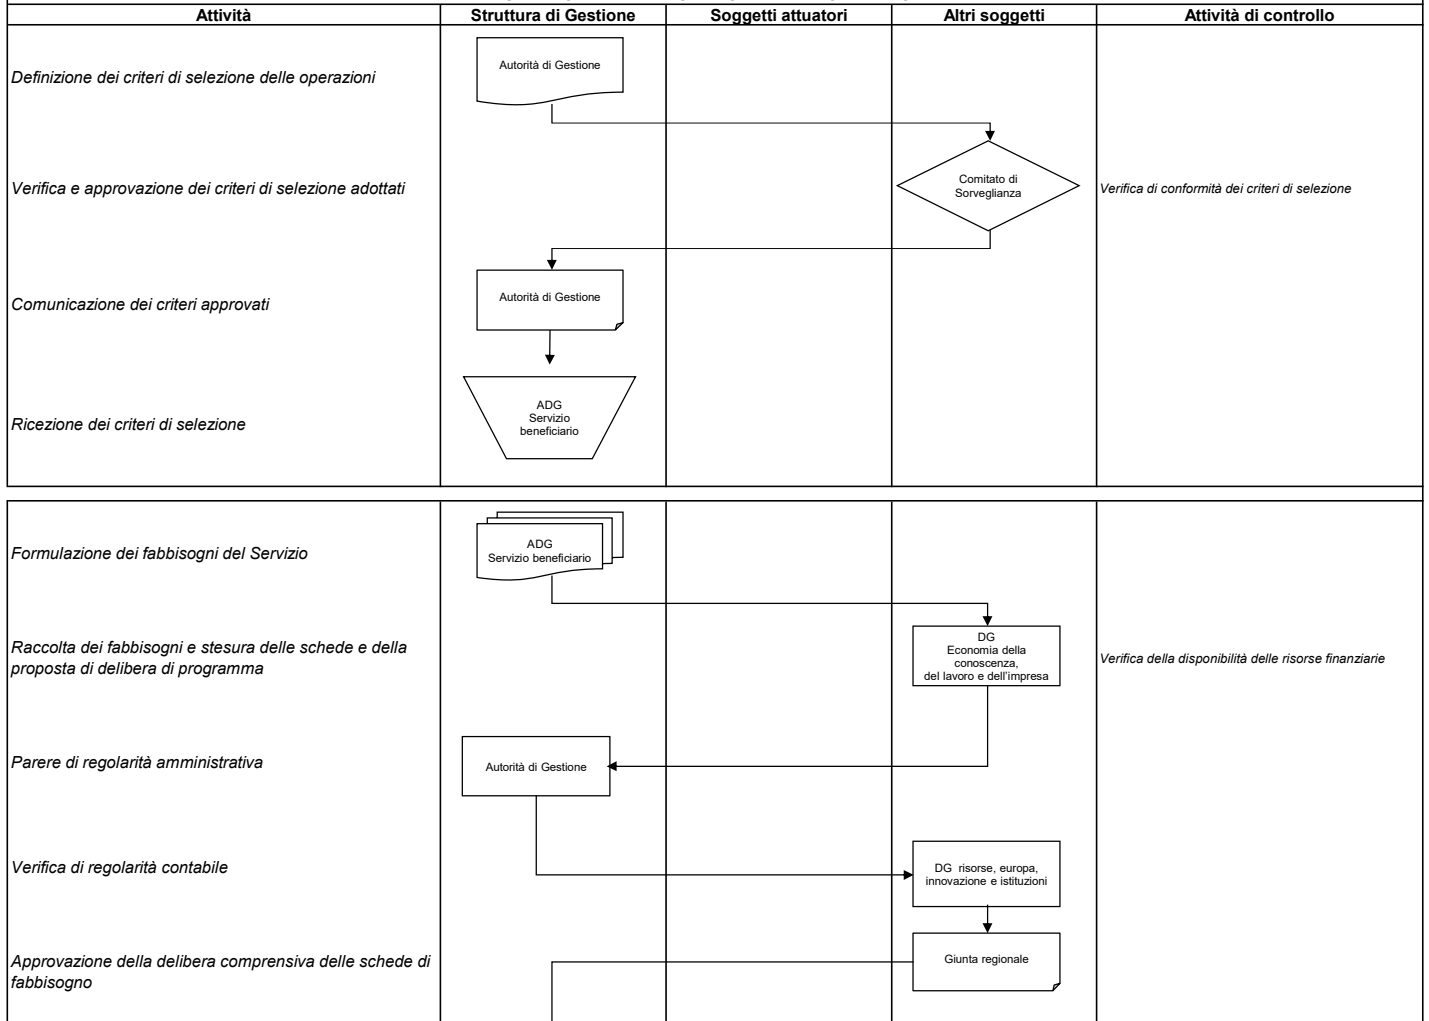 Attività Struttura di Gestione Soggetti attuatori Altri soggetti Attività di controllo
Definizione dei criteri di selezione delle operazioni
Autorità di Gestione
Verifica e approvazione dei criteri di selezione adottati
Comitato di
Sorveglianza
Verifica di conformità dei criteri di selezione
Comunicazione dei criteri approvati
Autorità di Gestione
Ricezione dei criteri di selezione
ADG
Servizio
beneficiario
Formulazione dei fabbisogni del Servizio
ADG
Servizio beneficiario
Raccolta dei fabbisogni e stesura delle schede e della
proposta di delibera di programma
DG
Economia della
conoscenza,
del lavoro e dell'impresa
Verifica della disponibilità delle risorse finanziarie
Parere di regolarità amministrativa
Autorità di Gestione
Verifica di regolarità contabile
DG risorse, europa,
innovazione e istituzioni
Approvazione della delibera comprensiva delle schede di
fabbisogno
Giunta regionale